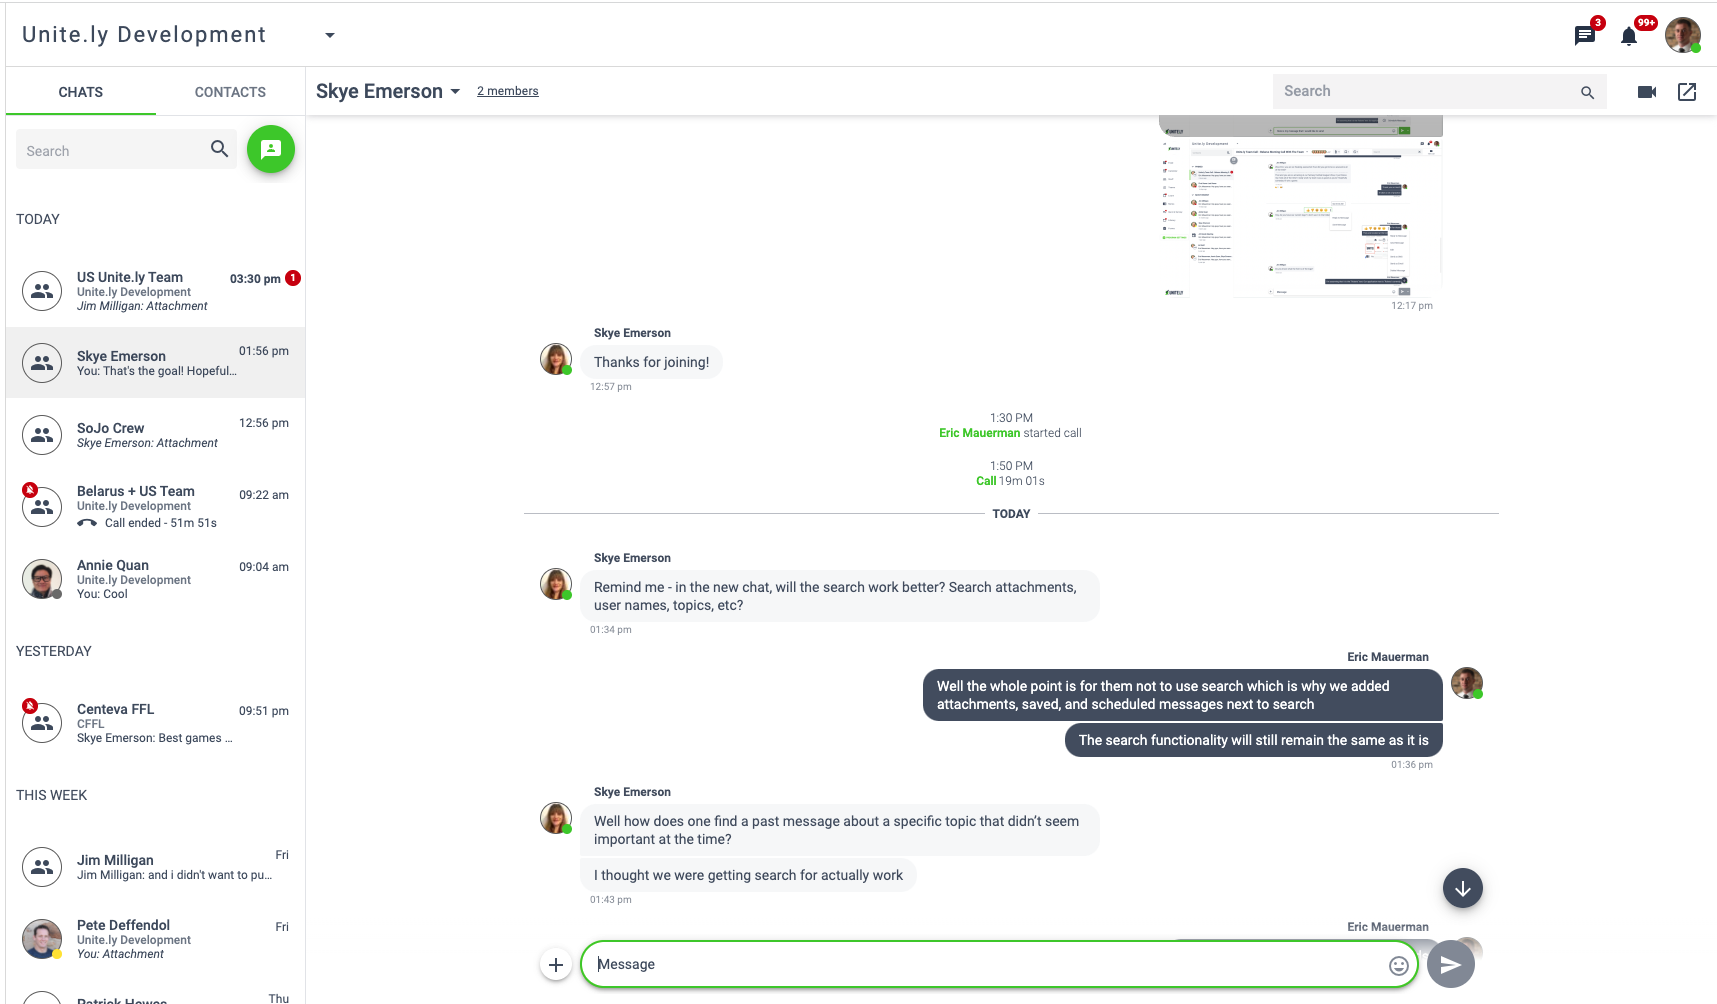 Unite.ly Development
3
99+
CHATS
CONTACTS
Skye Emerson
2 members
Search
Search
TODAY
US Unite.ly Team
03:30 pm
1
Unite.ly Development
Jim Milligan: Attachment
Skye Emerson
01:56 pm
You: That's the goal! Hopeful...
SoJo Crew
12:56 pm
Skye Emerson: Attachment
Belarus + US Team
09:22 am
Unite.ly Development
Call ended - 51m 51s
Annie Quan
09:04 am
Unite.ly Development
You: Cool
YESTERDAY
Centeva FFL
09:51 pm
CFFL
Skye Emerson: Best games ...
THIS WEEK
Jim Milligan
Fri
Jim Milligan: and i didn't want to pu...
Pete Deffendol
Fri
Unite.ly Development
You: Attachment
Patrick Hawes
Thu
12:17 pm
Skye Emerson
Thanks for joining!
12:57 pm
1:30 PM
Eric Mauerman started call
1:50 PM
Call 19m 01s
TODAY
Skye Emerson
Remind me - in the new chat, will the search work better? Search attachments,
user names, topics, etc?
01:34 pm
Eric Mauerman
Well the whole point is for them not to use search which is why we added
attachments, saved, and scheduled messages next to search
The search functionality will still remain the same as it is
01:36 pm
Skye Emerson
Well how does one find a past message about a specific topic that didn't seem
important at the time?
I thought we were getting search for actually work
01:43 pm
Eric Mauerman
Message